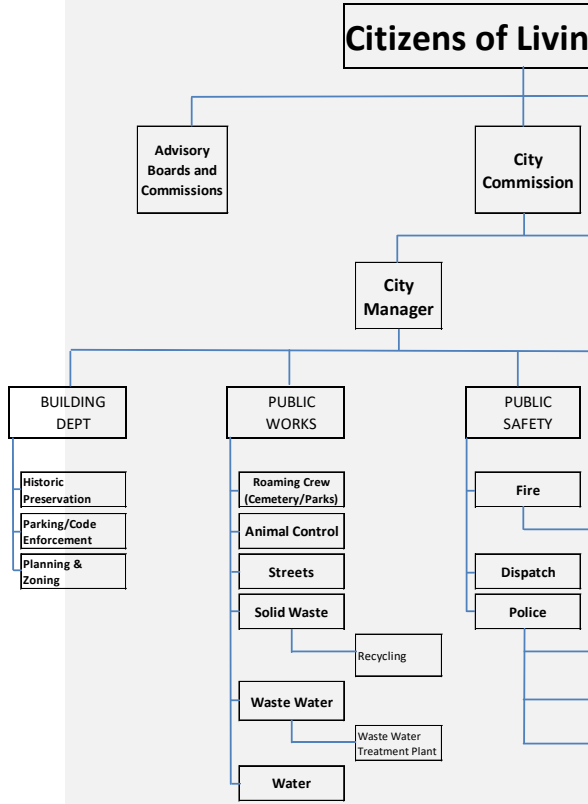 Citizens of Livin
Advisory
Boards and
Commissions
City
Commission
City
Manager
BUILDING
DEPT
PUBLIC
WORKS
PUBLIC
SAFETY
Historic
Preservation
Parking/Code
Enforcement
Planning &
Zoning
Roaming Crew
(Cemetery/Parks)
Animal Control
Streets
Solid Waste
Recycling
Waste Water
Waste Water
Treatment Plant
Water
Fire
Dispatch
Police